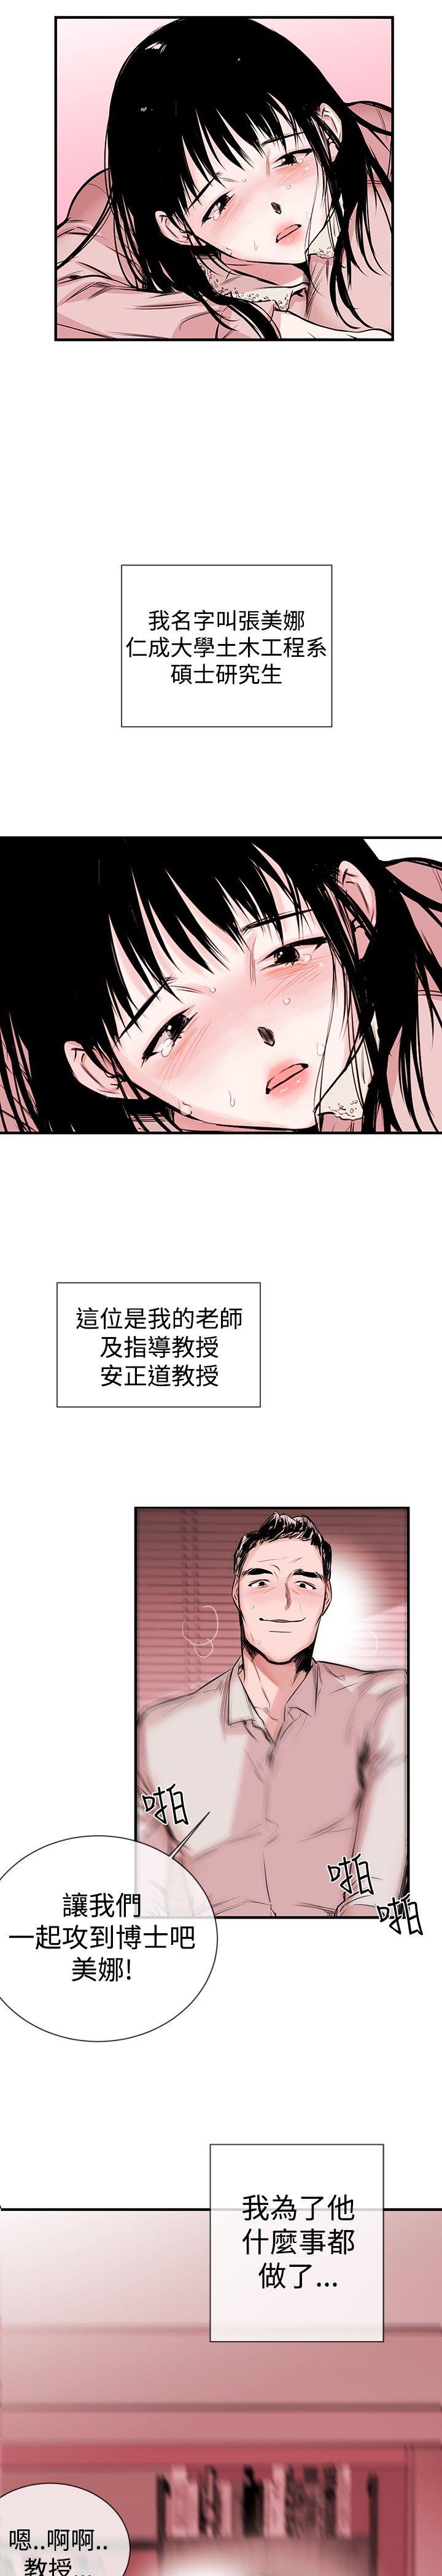 我名字叫張美娜
仁成大學土木工程系
碩士研究生
這位是我的老師
及指導教授
安正道教授
啪
啪
啪
讓我們
一起攻到博士吧
美娜!
我為了他
什麼事都
做了...
嗯..啊啊..
教授...